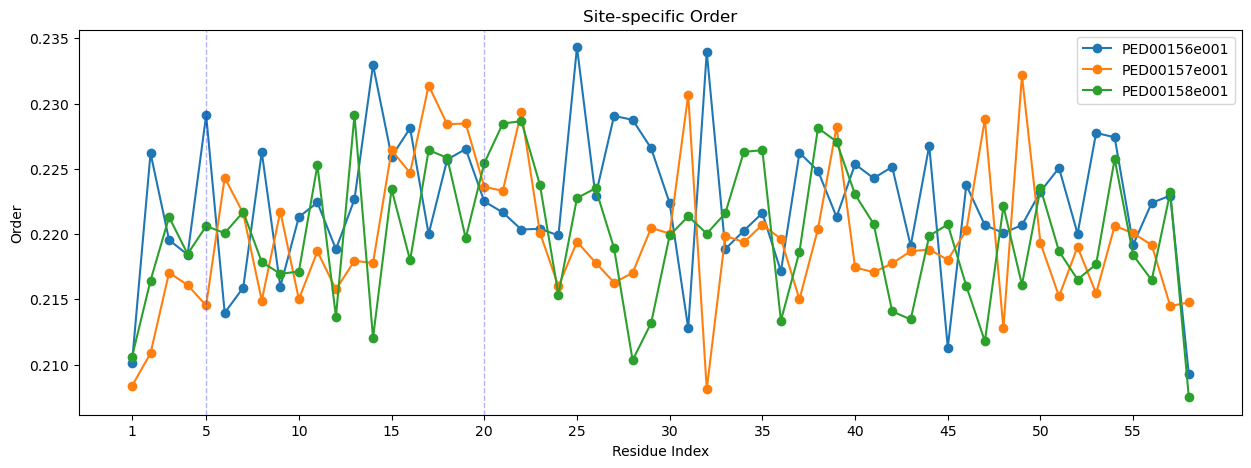 Site-specific Order
0.235
0.230
0.225
0.220
0.215
0.210
Order
PED00156e001
PED00157e001
PED00158e001
1 5 10 15 20 25 30 35 40 45 50 55
Residue Index